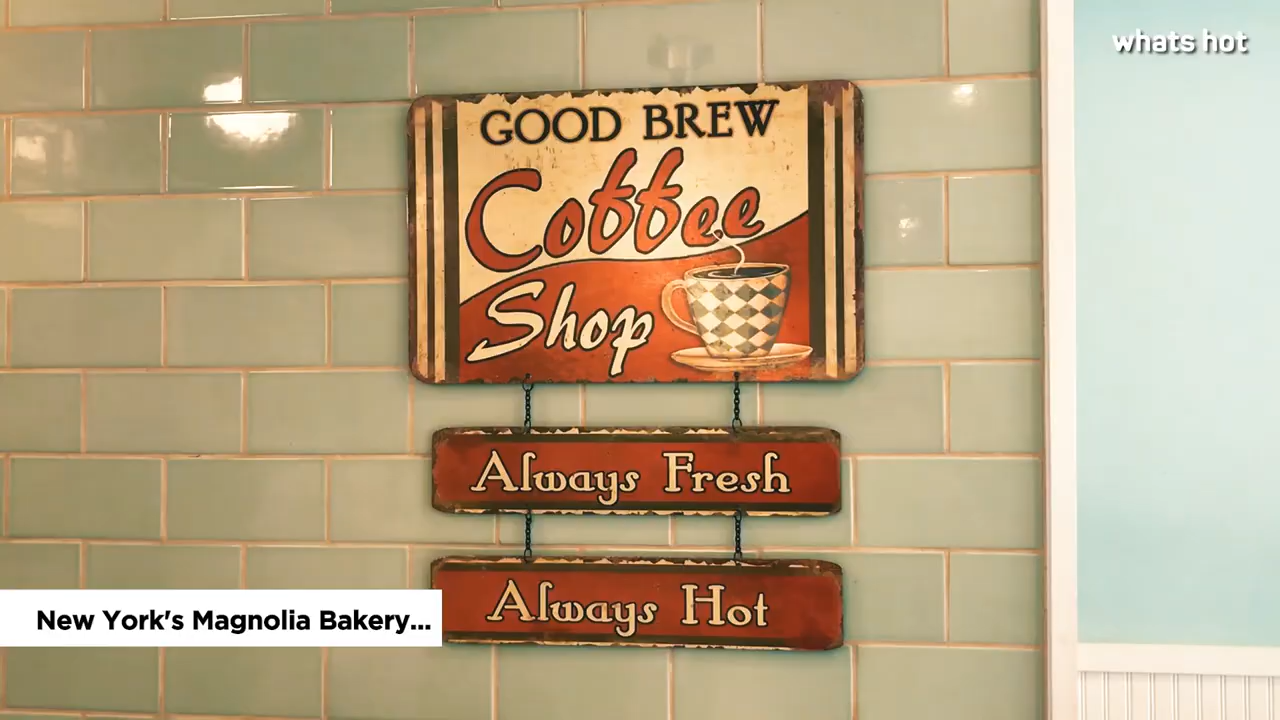 whats hot
GOOD BREW
Coffee
Shop
Always Fresh
Always Hot
New York's Magnolia Bakery...